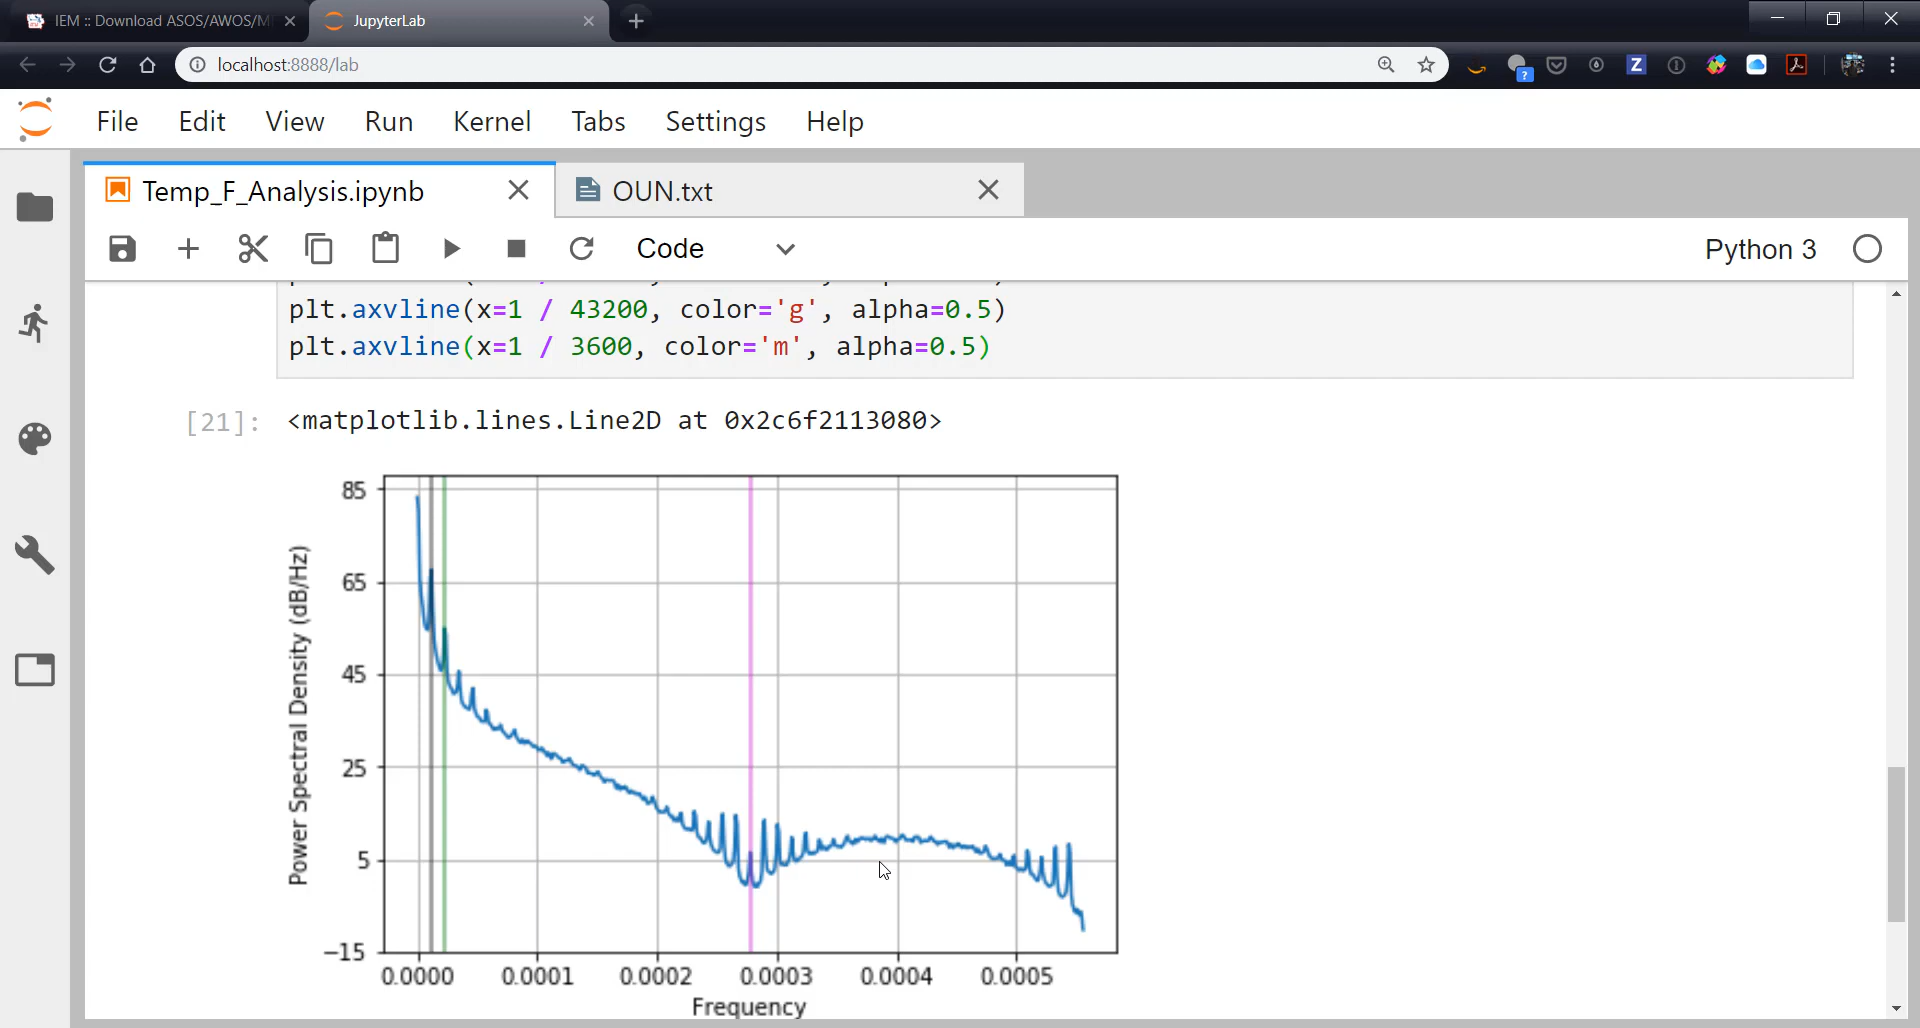 IEM :: Download ASOS/AWOS/M
JupyterLab
localhost:8888/lab
File Edit View Run Kernel Tabs Settings Help
Temp_F_Analysis.ipynb
OUN.txt
Code
Python 3
plt.axvline(x=1 / 43200, color='g', alpha=0.5)
plt.axvline(x=1 / 3600, color='m', alpha=0.5)
[21]: <matplotlib.lines.Line2D at 0x2c6f2113080>
85
65
45
25
5
−15
Power Spectral Density (dB/Hz)
0.0000 0.0001 0.0002 0.0003 0.0004 0.0005
Frequency